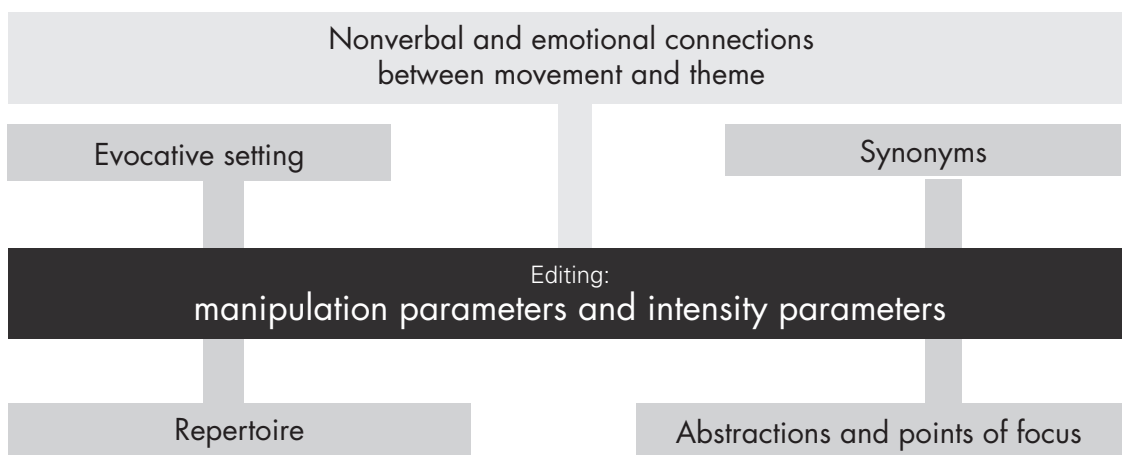 Nonverbal and emotional connections
between movement and theme
Evocative setting
Synonyms
Editing:
manipulation parameters and intensity parameters
Repertoire
Abstractions and points of focus